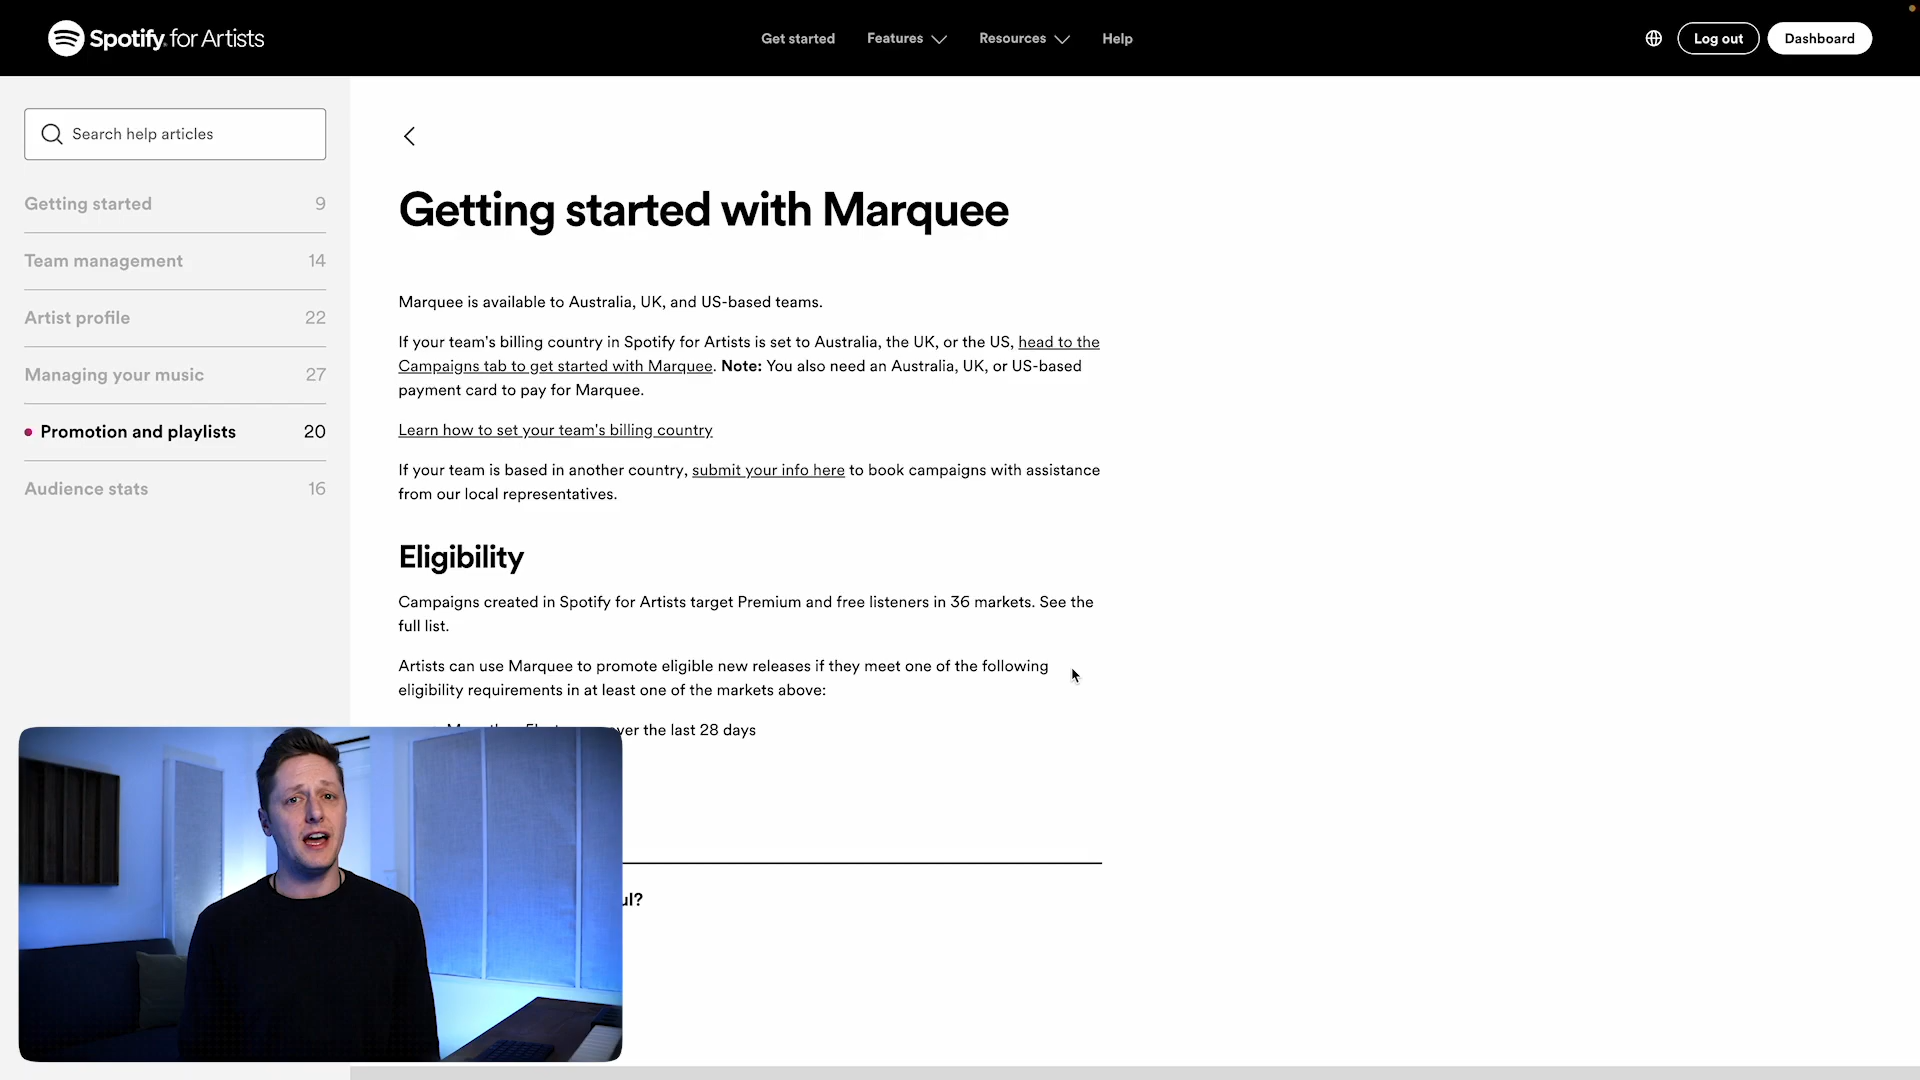 Spotify for Artists
Get started
Features
Resources
Help
Log out
Dashboard
Search help articles
Getting started 9
Team management 14
Artist profile 22
Managing your music 27
Promotion and playlists 20
Audience stats 16
Getting started with Marquee
Marquee is available to Australia, UK, and US-based teams.
If your team's billing country in Spotify for Artists is set to Australia, the UK, or the US, head to the
Campaigns tab to get started with Marquee. Note: You also need an Australia, UK, or US-based
payment card to pay for Marquee.
Learn how to set your team's billing country
If your team is based in another country, submit your info here to book campaigns with assistance
from our local representatives.
Eligibility
Campaigns created in Spotify for Artists target Premium and free listeners in 36 markets. See the
full list.
Artists can use Marquee to promote eligible new releases if they meet one of the following
eligibility requirements in at least one of the markets above:
the last 28 days